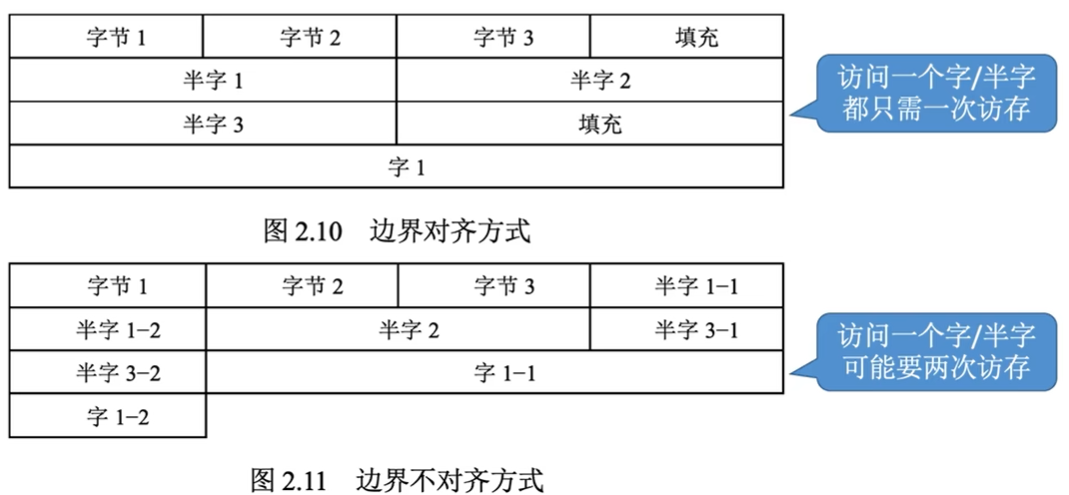 字节 1 字节 2 字节 3 填充
半字 1 半字 2
半字 3 填充
字 1
访问一个字/半字
都只需一次访存
图 2.10 边界对齐方式
字节 1 字节 2 字节 3 半字 1-1
半字 1-2 半字 2 半字 3-1
半字 3-2 字 1-1
字 1-2
访问一个字/半字
可能要两次访存
图 2.11 边界不对齐方式